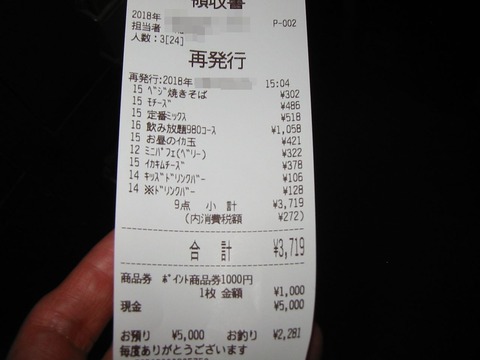 領収書
2018年 P-002
担当者
人数:3[24]
再発行
再発行:2018年 15:04
15 ﾍﾞｼﾞ焼きそば ¥302
15 ﾓﾁｰｽﾞ ¥486
15 定番ﾐｯｸｽ ¥518
16 飲み放題980ｺｰｽ ¥1,058
15 お昼のｲｶ玉 ¥421
12 ﾐﾆﾊﾟﾌｪ(ﾍﾞﾘｰ) ¥322
15 ｲｶｷﾑﾁｰｽﾞ ¥378
14 ｷｯｽﾞﾄﾞﾘﾝｸﾊﾞｰ ¥106
14 ※ﾄﾞﾘﾝｸﾊﾞｰ ¥128
9点 小 計 ¥3,719
(内消費税額 ¥272)
合 計 ¥3,719
商品券 ﾎﾟｲﾝﾄ商品券1000円
1枚 金額 ¥1,000
現金 ¥5,000
お預り ¥5,000 お釣り ¥2,281
毎度ありがとうございます